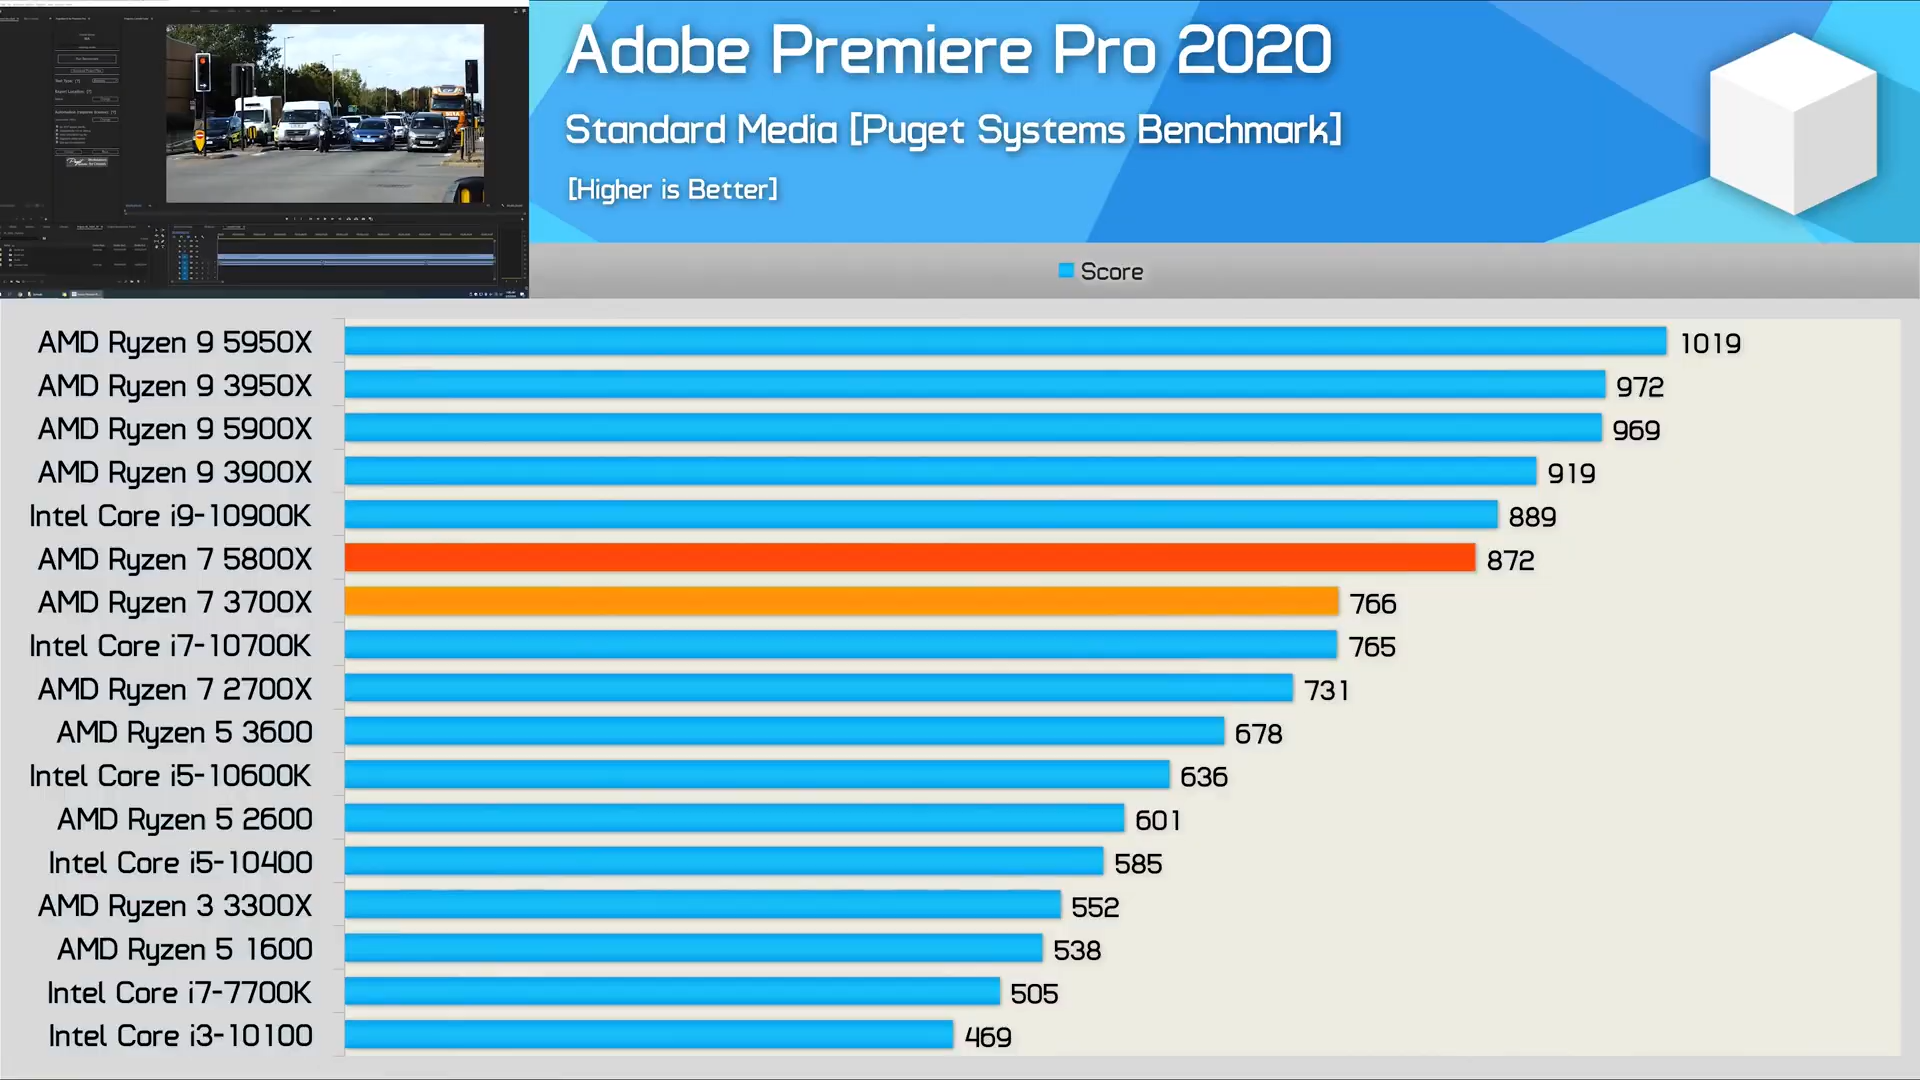 Adobe Premiere Pro 2020
Standard Media [Puget Systems Benchmark]
[Higher is Better]
Score
AMD Ryzen 9 5950X 1019
AMD Ryzen 9 3950X 972
AMD Ryzen 9 5900X 969
AMD Ryzen 9 3900X 919
Intel Core i9-10900K 889
AMD Ryzen 7 5800X 872
AMD Ryzen 7 3700X 766
Intel Core i7-10700K 765
AMD Ryzen 7 2700X 731
AMD Ryzen 5 3600 678
Intel Core i5-10600K 636
AMD Ryzen 5 2600 601
Intel Core i5-10400 585
AMD Ryzen 3 3300X 552
AMD Ryzen 5 1600 538
Intel Core i7-7700K 505
Intel Core i3-10100 469